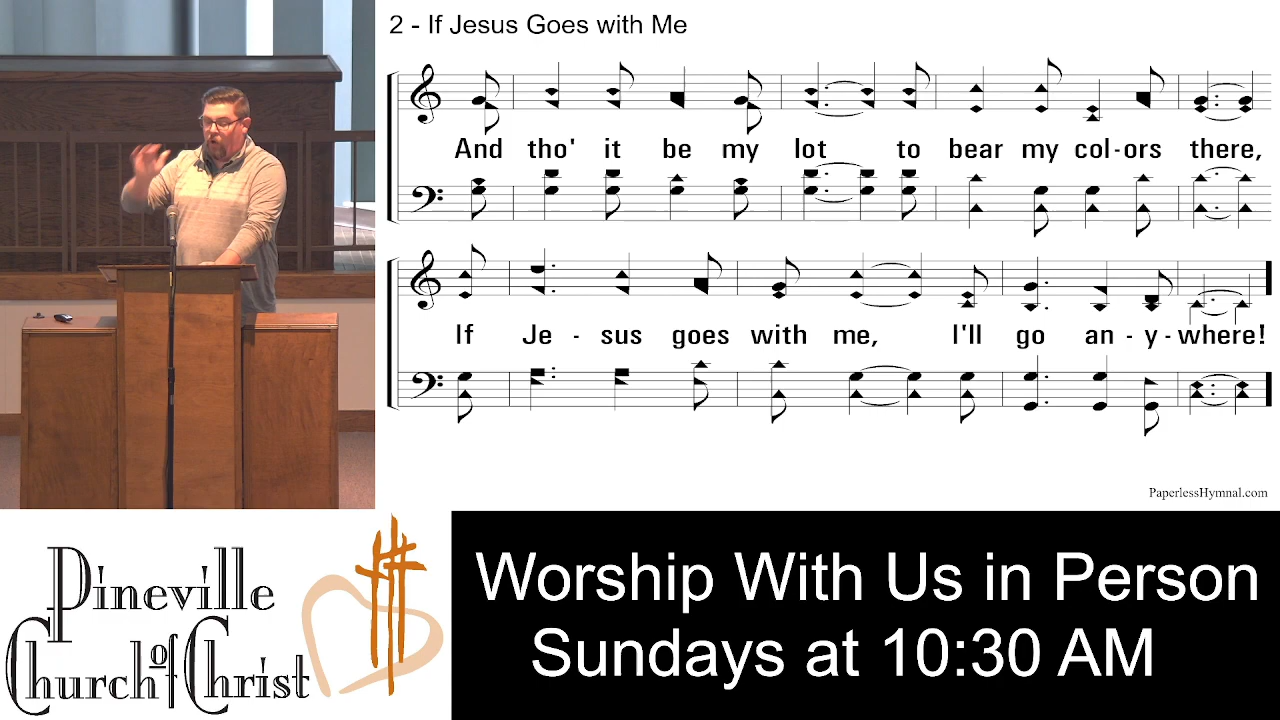 2 - If Jesus Goes with Me
And tho' it be my lot to bear my col-ors there,
If Je - sus goes with me, I'll go an - y - where!
PaperlessHymnal.com
Pineville
Church of Christ
Worship With Us in Person
Sundays at 10:30 AM